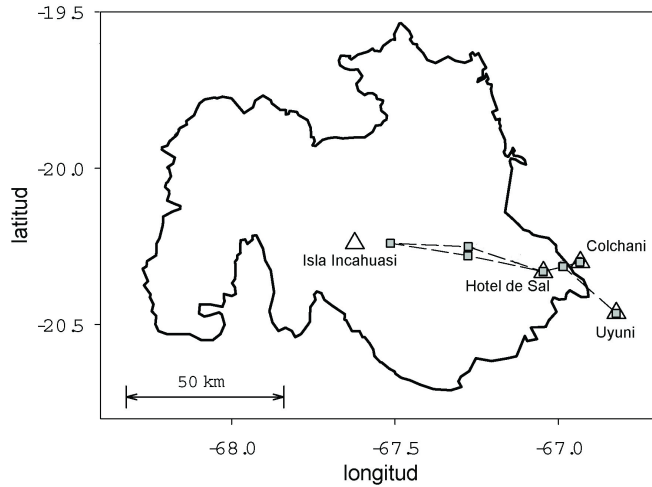 -19.5
-20.0
-20.5
latitud
Isla Incahuasi
Colchani
Hotel de Sal
Uyuni
50 km
-68.0
-67.5
-67.0
longitud